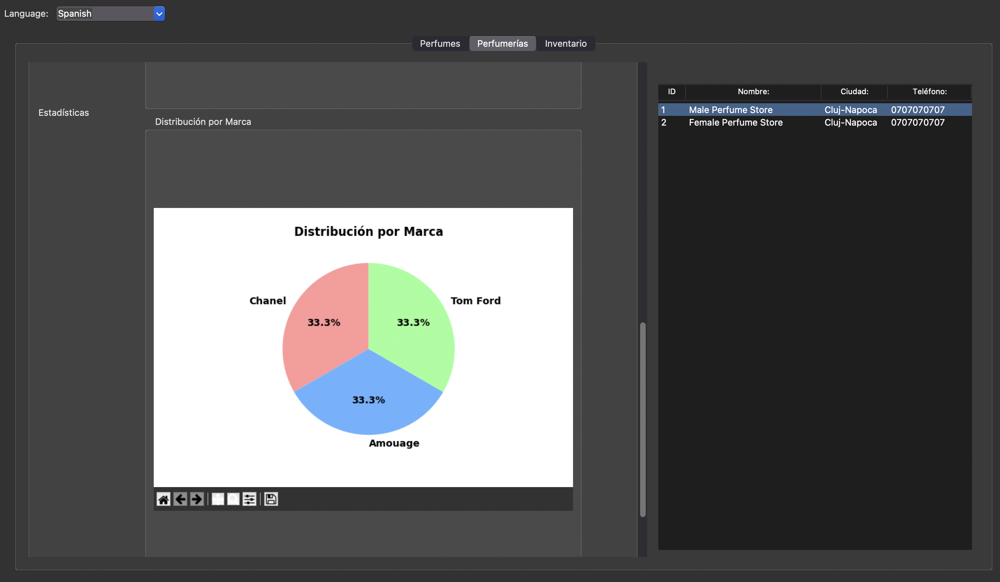 Language: Spanish
Perfumes Perfumerías Inventario
Estadísticas
Distribución por Marca
Distribución por Marca
Chanel
Tom Ford
33.3%
33.3%
33.3%
Amouage
ID Nombre: Ciudad: Teléfono:
1 Male Perfume Store Cluj-Napoca 0707070707
2 Female Perfume Store Cluj-Napoca 0707070707